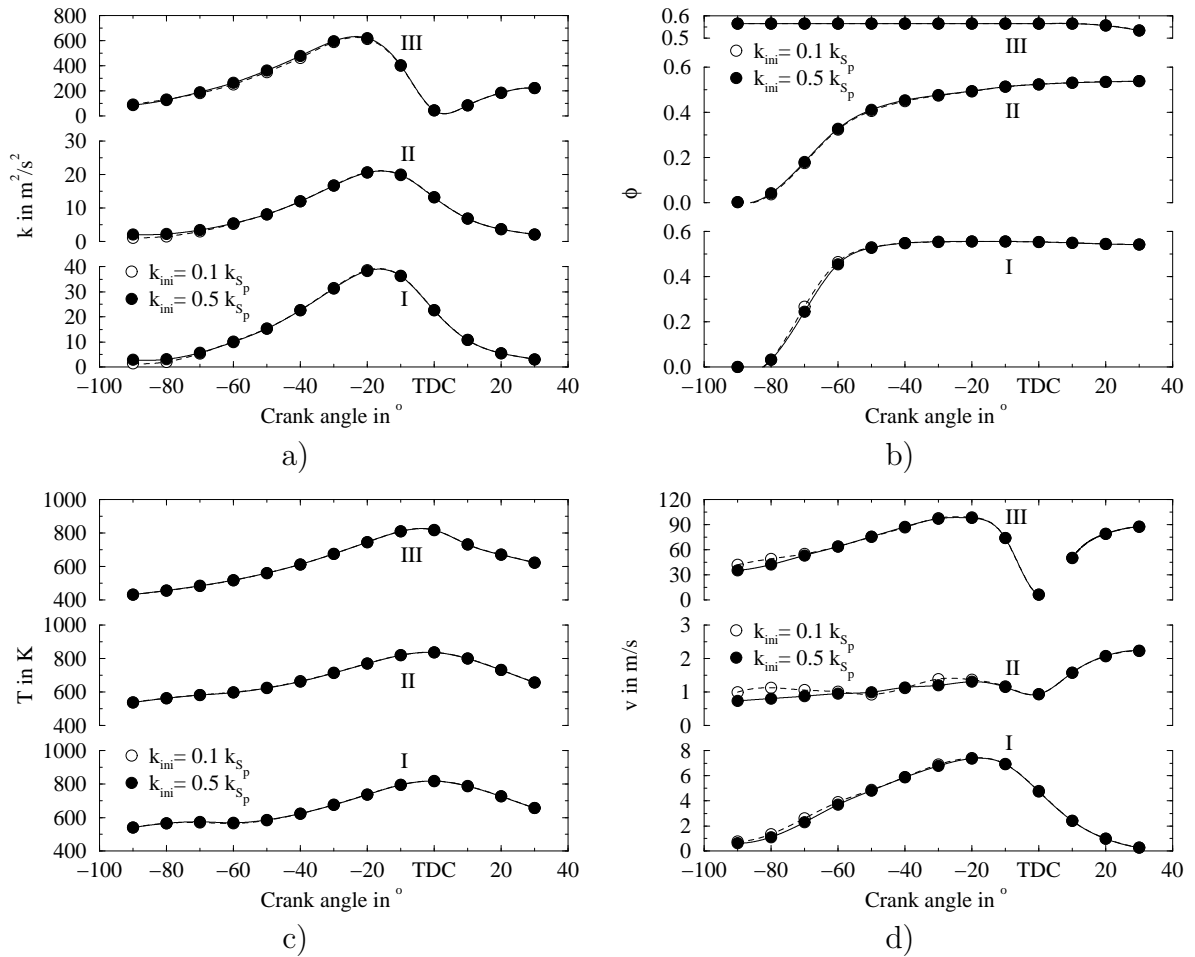 600
400
200
0
20
10
0
40
30
20
10
0
k in m²/s²
III
II
I
k_ini = 0.1 k_Sp
k_ini = 0.5 k_Sp
−100 −80 −60 −40 −20 TDC 20 40
Crank angle in °
a)
0.6
0.5
0.6
0.4
0.2
0.0
0.6
0.4
0.2
0.0
ϕ
III
k_ini = 0.1 k_Sp
k_ini = 0.5 k_Sp
II
I
−100 −80 −60 −40 −20 TDC 20 40
Crank angle in °
b)
1000
800
600
400
1000
800
600
400
1000
800
600
400
T in K
III
II
I
k_ini = 0.1 k_Sp
k_ini = 0.5 k_Sp
−100 −80 −60 −40 −20 TDC 20 40
Crank angle in °
c)
120
90
60
30
0
3
2
1
0
8
6
4
2
0
v in m/s
III
k_ini = 0.1 k_Sp
k_ini = 0.5 k_Sp
II
I
−100 −80 −60 −40 −20 TDC 20 40
Crank angle in °
d)